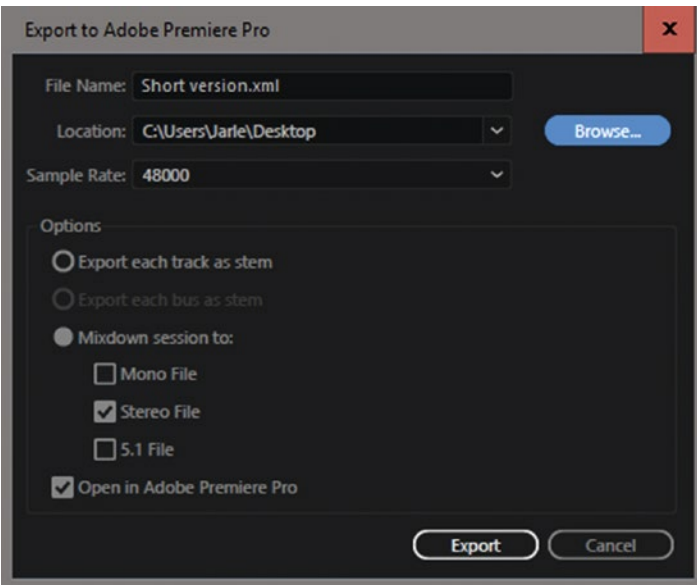 Export to Adobe Premiere Pro
x
File Name: Short version.xml
Location: C:\Users\Jarle\Desktop
Browse...
Sample Rate: 48000
Options
Export each track as stem
Export each bus as stem
Mixdown session to:
Mono File
Stereo File
5.1 File
Open in Adobe Premiere Pro
Export Cancel